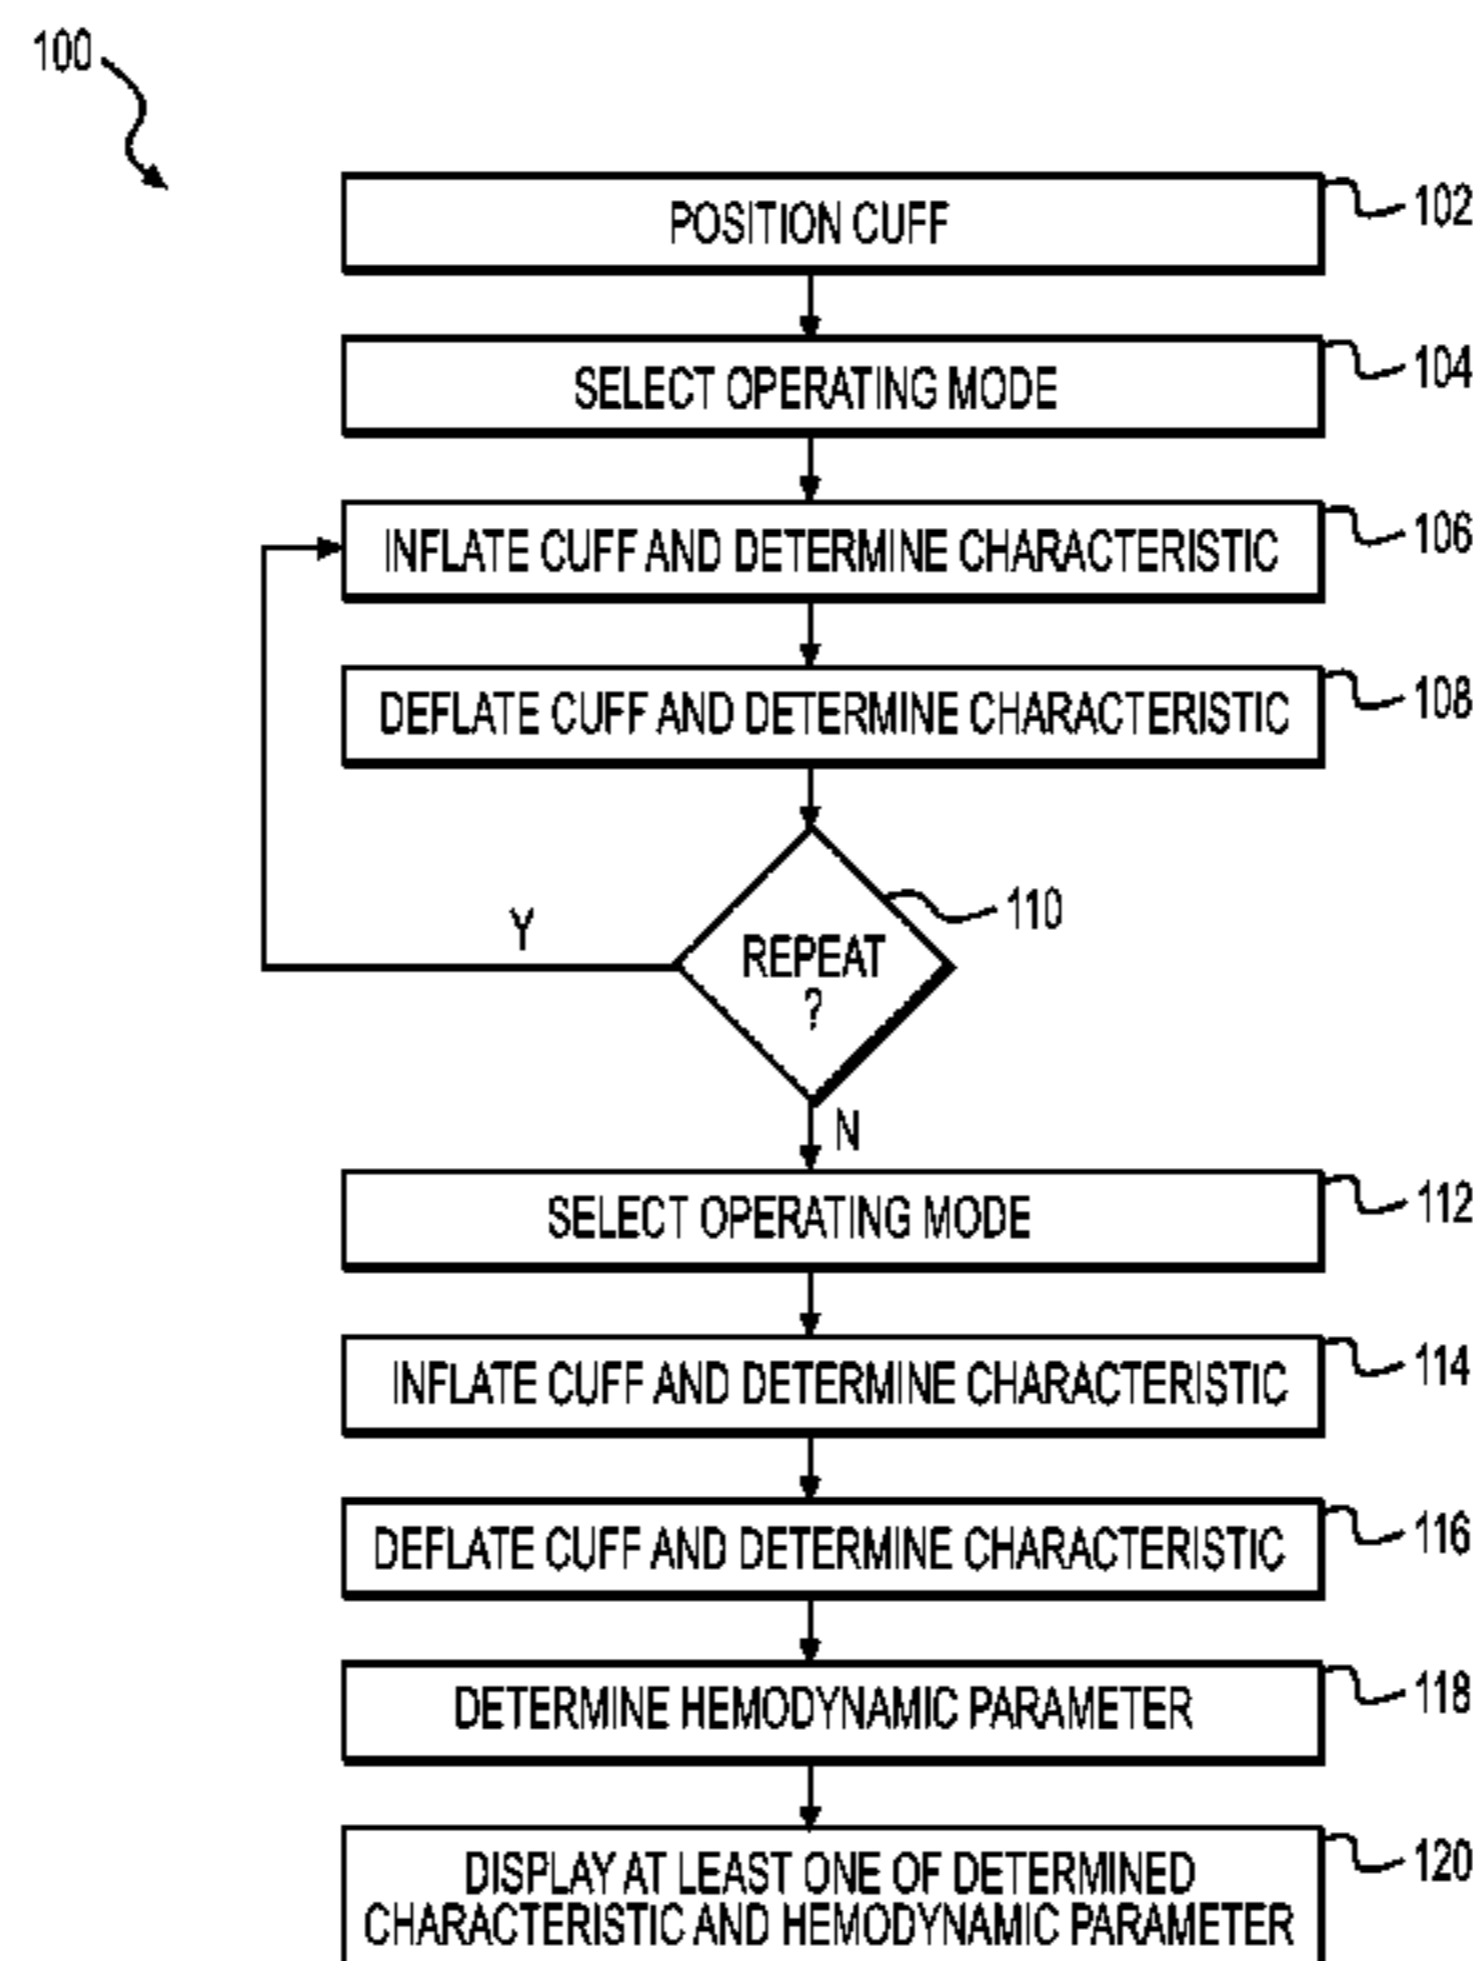 100
POSITION CUFF
102
SELECT OPERATING MODE
104
INFLATE CUFF AND DETERMINE CHARACTERISTIC
106
DEFLATE CUFF AND DETERMINE CHARACTERISTIC
108
110
Y
REPEAT
?
N
SELECT OPERATING MODE
112
INFLATE CUFF AND DETERMINE CHARACTERISTIC
114
DEFLATE CUFF AND DETERMINE CHARACTERISTIC
116
DETERMINE HEMODYNAMIC PARAMETER
118
DISPLAY AT LEAST ONE OF DETERMINED
CHARACTERISTIC AND HEMODYNAMIC PARAMETER
120